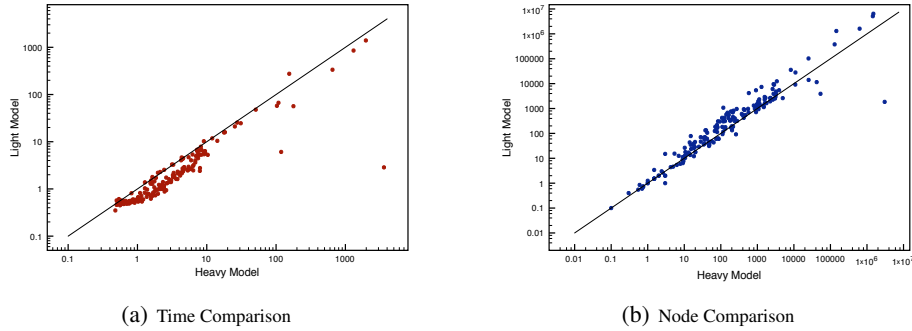 1000
100
10
1
0.1
Light Model
0.1 1 10 100 1000
Heavy Model
(a) Time Comparison
1×10⁷
1×10⁶
100000
10000
1000
100
10
1
0.1
0.01
Light Model
0.01 0.1 1 10 100 1000 10000 100000 1×10⁶ 1×10⁷
Heavy Model
(b) Node Comparison